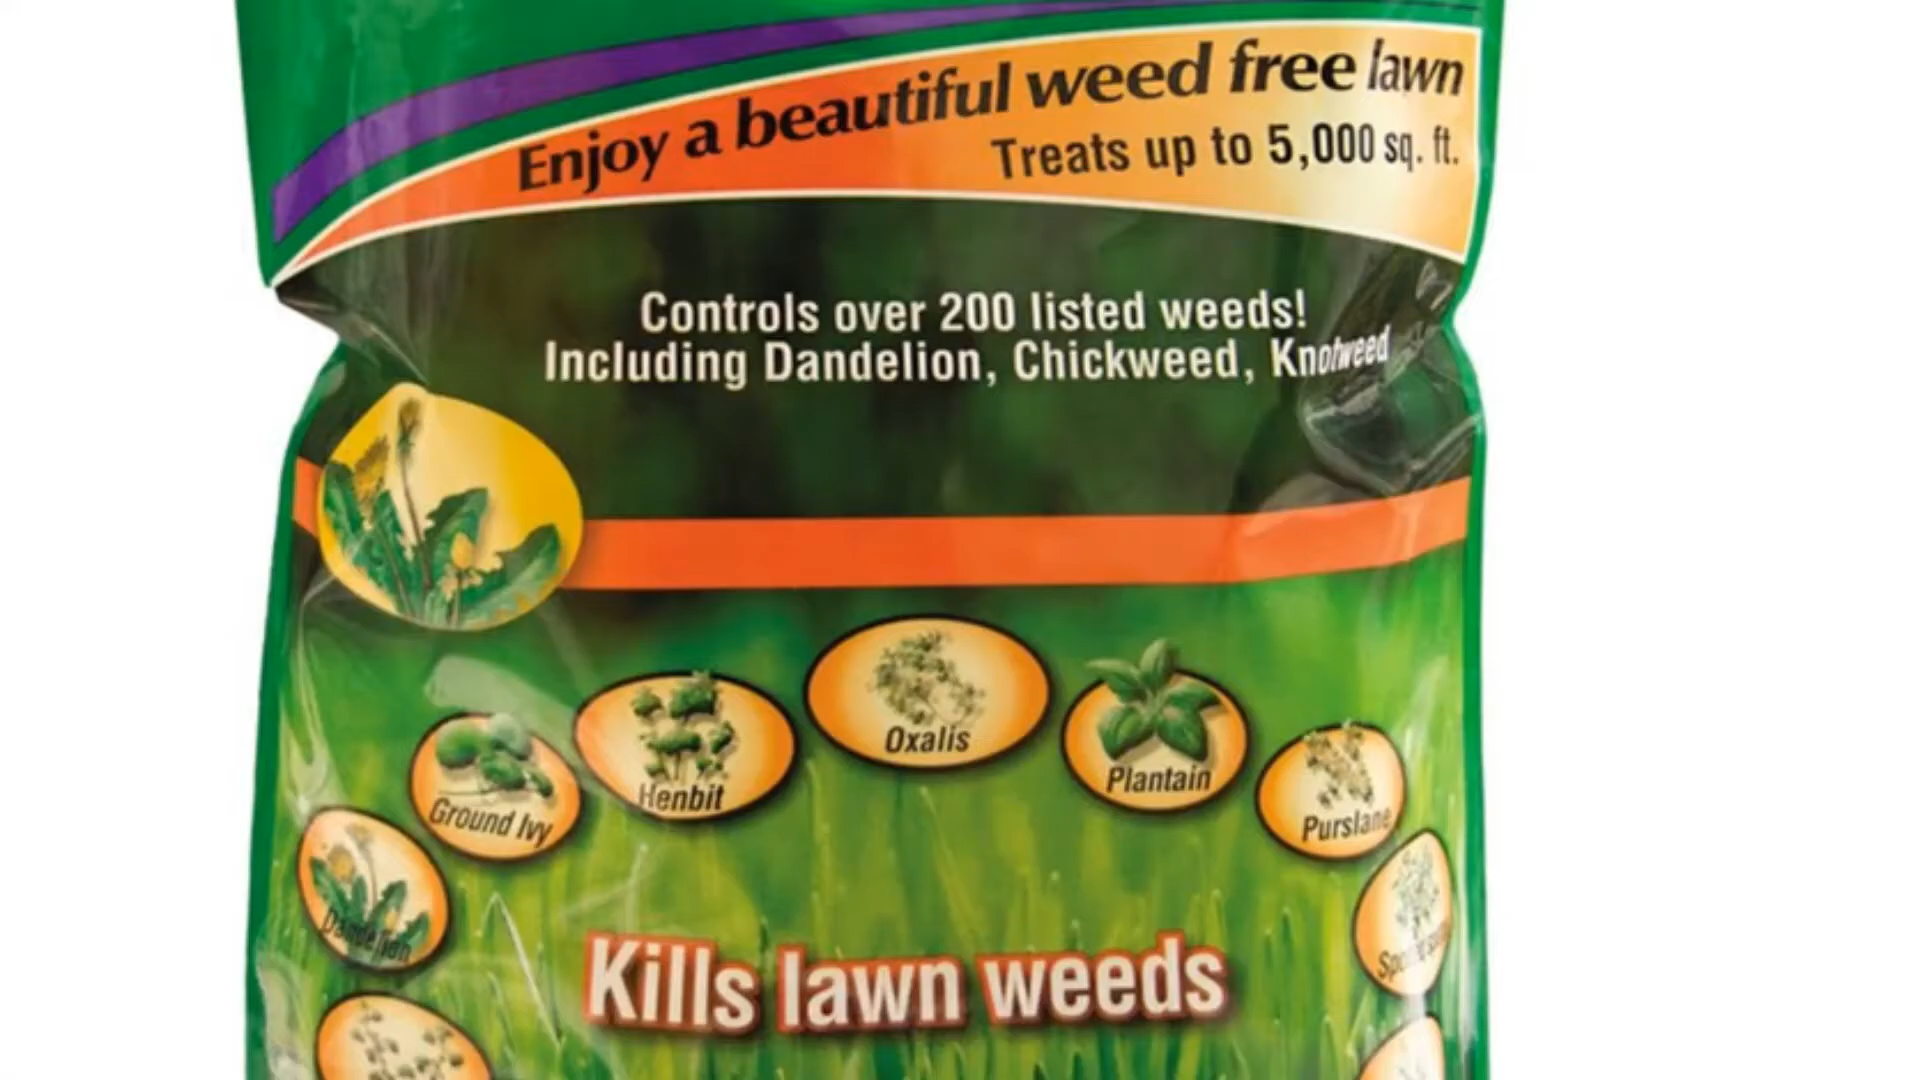 Enjoy a beautiful weed free lawn
Treats up to 5,000 sq. ft.
Controls over 200 listed weeds!
Including Dandelion, Chickweed, Knotweed
Oxalis
Henbit
Plantain
Ground Ivy
Purslane
Dandelion
Kills lawn weeds